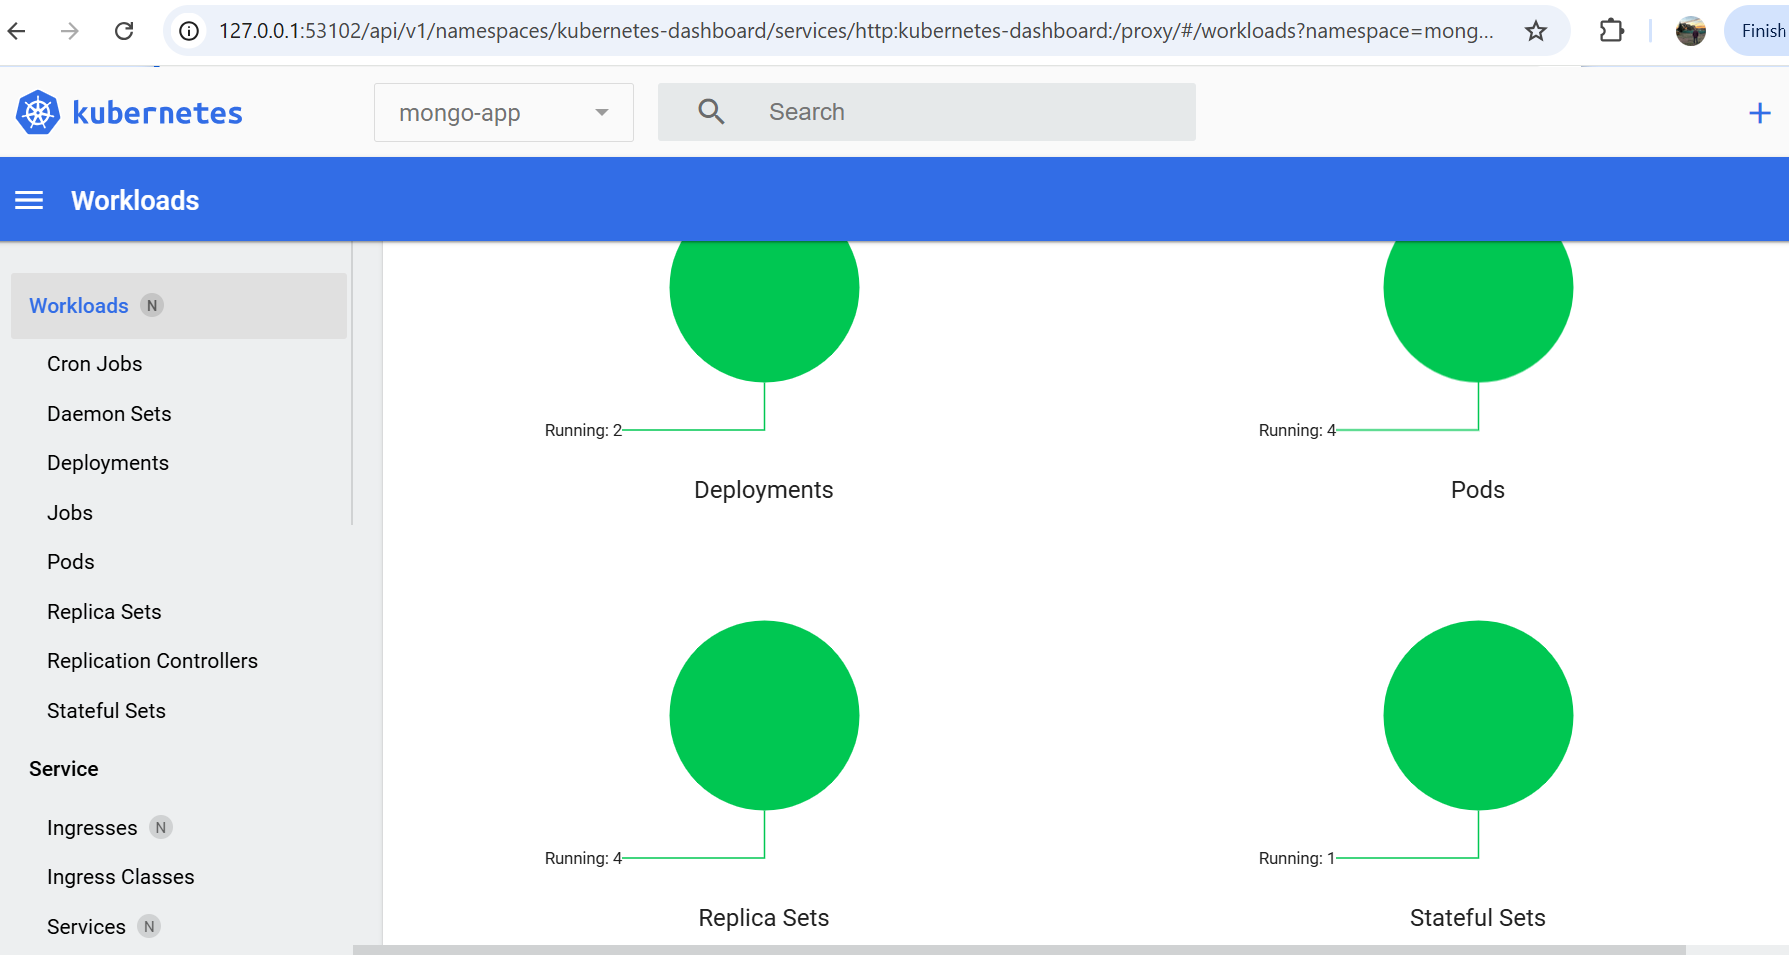 127.0.0.1:53102/api/v1/namespaces/kubernetes-dashboard/services/http:kubernetes-dashboard:/proxy/#/workloads?namespace=mong...
Finish
kubernetes
mongo-app
Search
Workloads
Workloads N
Cron Jobs
Daemon Sets
Deployments
Jobs
Pods
Replica Sets
Replication Controllers
Stateful Sets
Service
Ingresses N
Ingress Classes
Services N
Running: 2
Deployments
Running: 4
Pods
Running: 4
Replica Sets
Running: 1
Stateful Sets